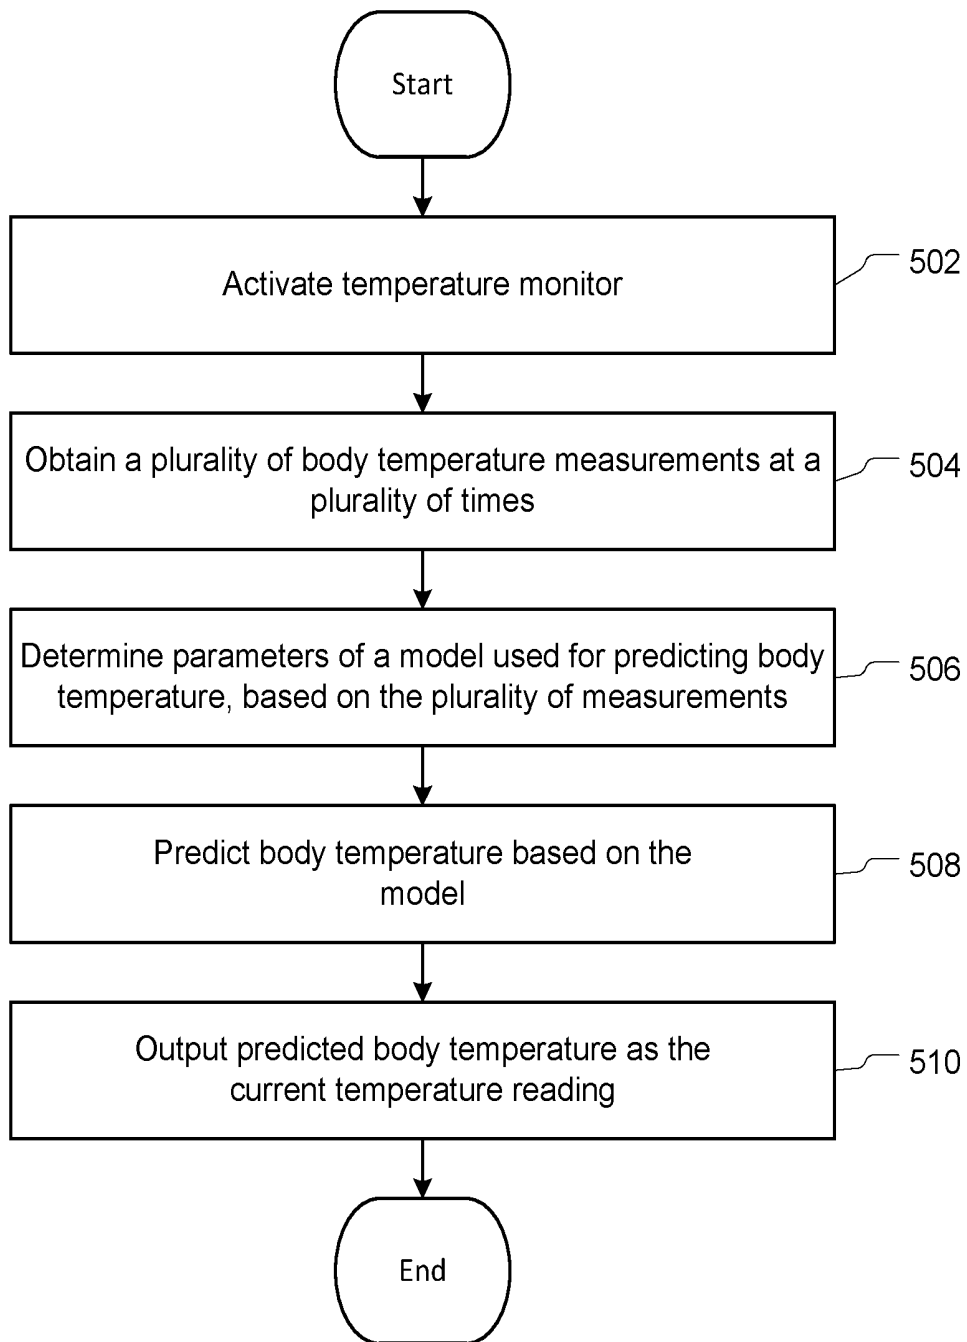 Start
Activate temperature monitor
502
Obtain a plurality of body temperature measurements at a
plurality of times
504
Determine parameters of a model used for predicting body
temperature, based on the plurality of measurements
506
Predict body temperature based on the
model
508
Output predicted body temperature as the
current temperature reading
510
End